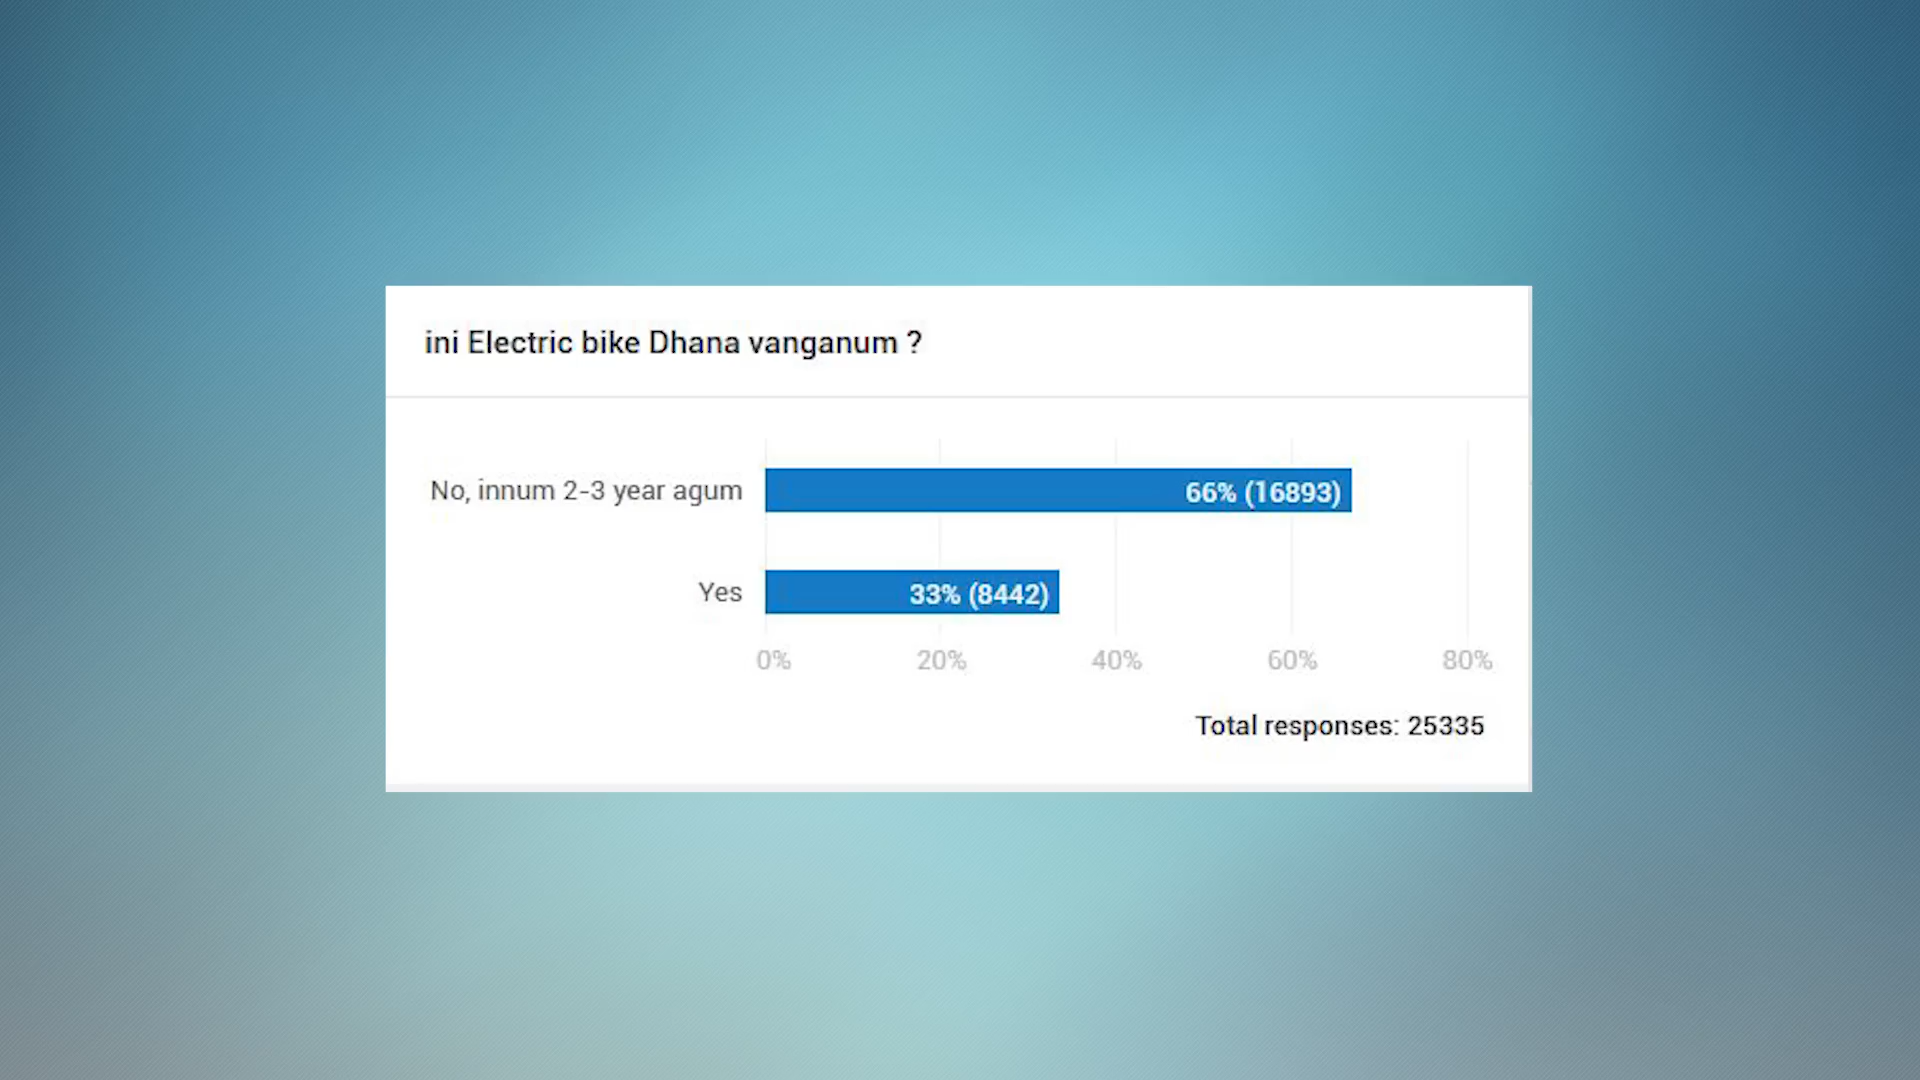 ini Electric bike Dhana vanganum ?
No, innum 2-3 year agum
66% (16893)
Yes
33% (8442)
0% 20% 40% 60% 80%
Total responses: 25335